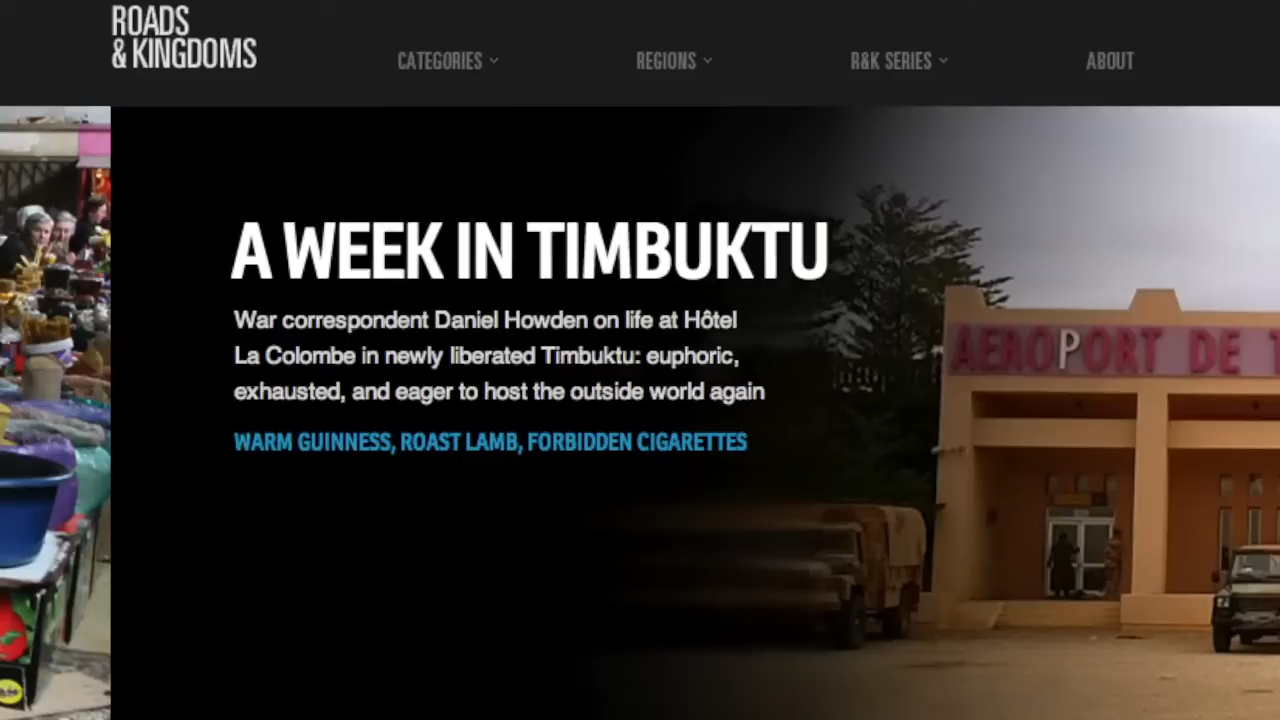 ROADS
& KINGDOMS
CATEGORIES
REGIONS
R&K SERIES
ABOUT
A WEEK IN TIMBUKTU
War correspondent Daniel Howden on life at Hôtel
La Colombe in newly liberated Timbuktu: euphoric,
exhausted, and eager to host the outside world again
WARM GUINNESS, ROAST LAMB, FORBIDDEN CIGARETTES
AEROPORT DE T